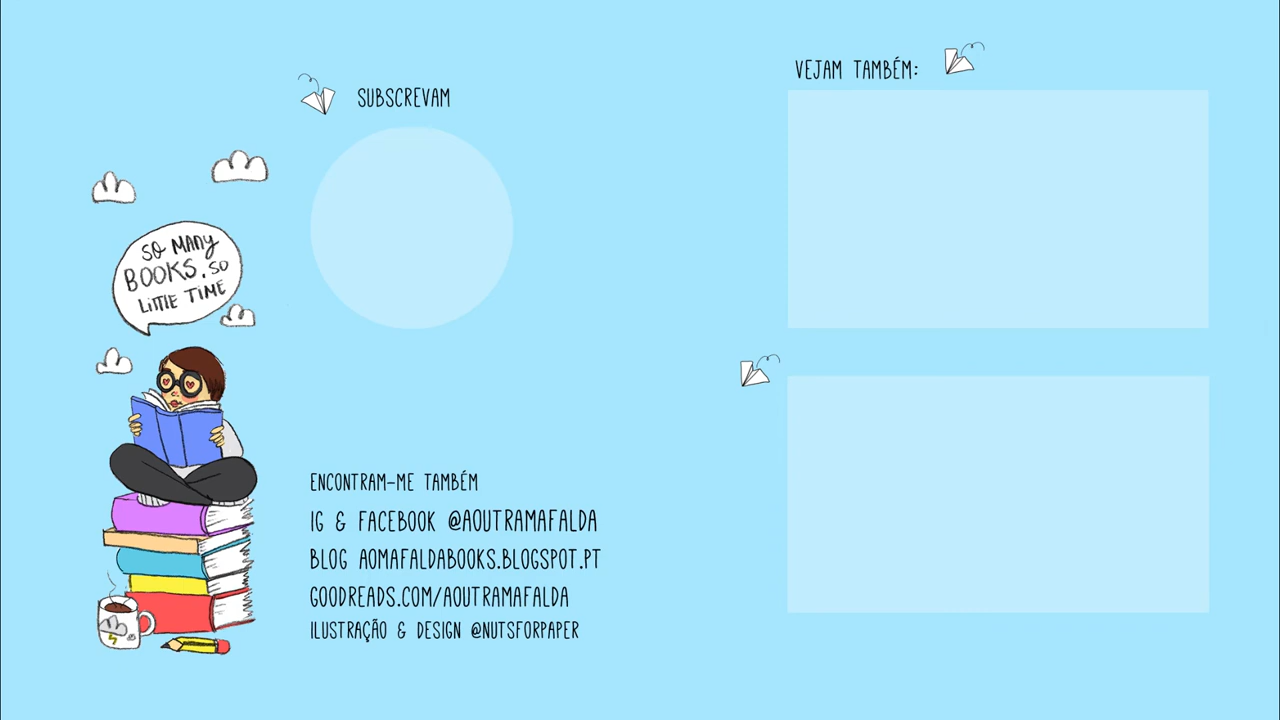 SUBSCREVAM
VEJAM TAMBÉM:
SO MANY
BOOKS, SO
LITTLE TIME
ENCONTRAM-ME TAMBÉM
IG & FACEBOOK @AOUTRAMAFALDA
BLOG AOMAFALDABOOKS.BLOGSPOT.PT
GOODREADS.COM/AOUTRAMAFALDA
ILUSTRAÇÃO & DESIGN @NUTSFORPAPER